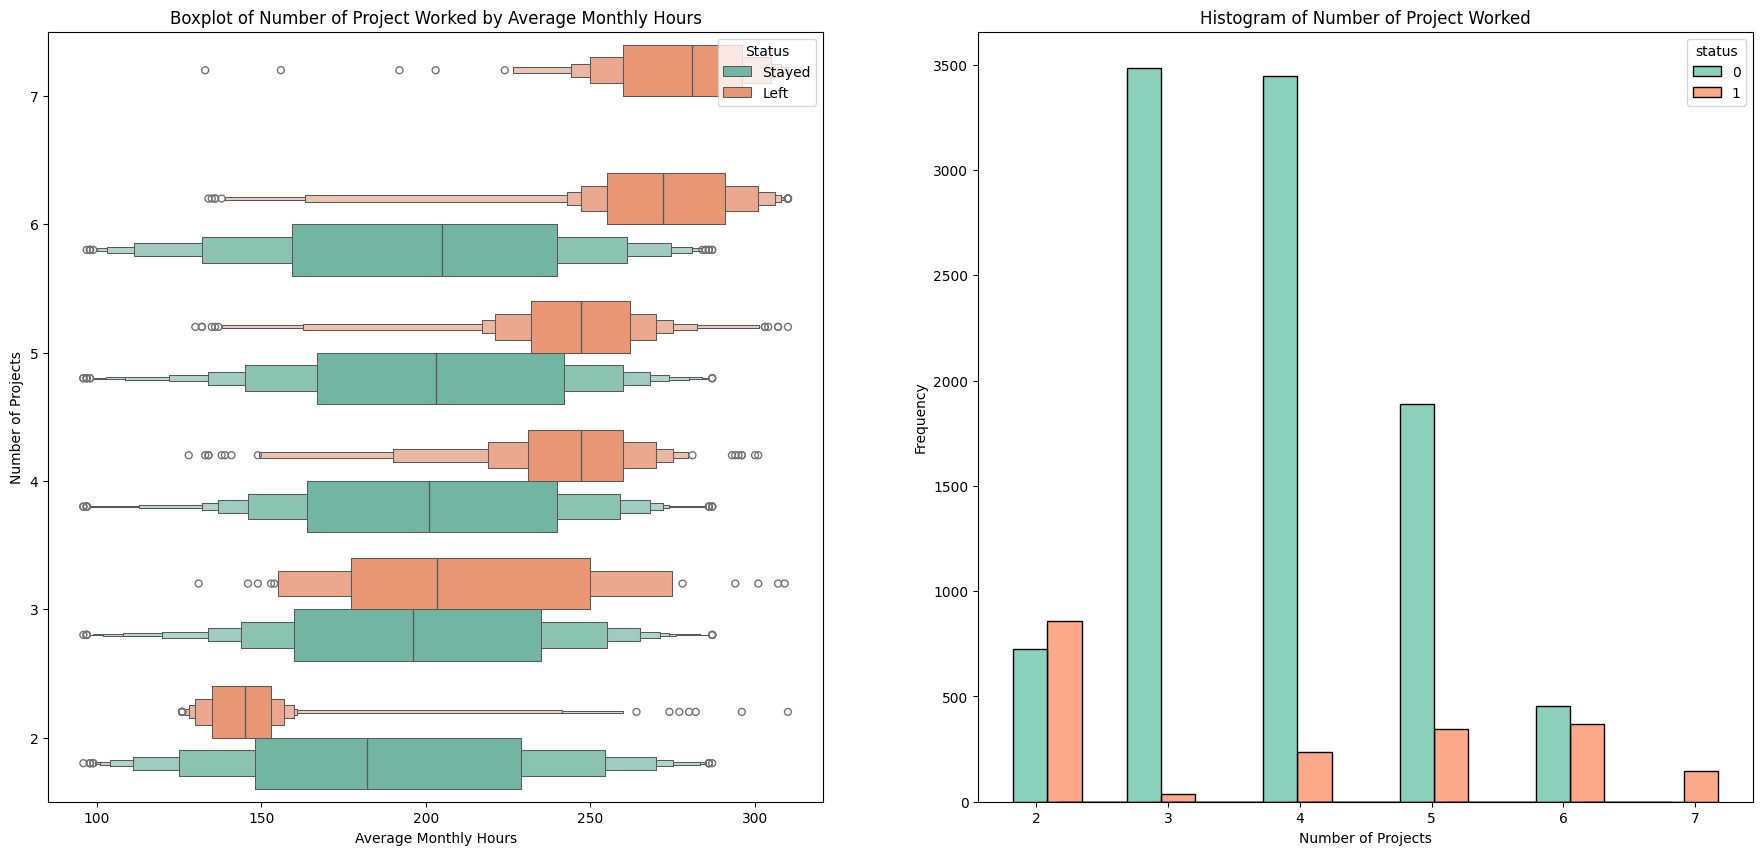 Boxplot of Number of Project Worked by Average Monthly Hours
Status
Stayed
Left
7
6
5
4
3
2
Number of Projects
100 150 200 250 300
Average Monthly Hours
Histogram of Number of Project Worked
status
0
1
3500
3000
2500
2000
1500
1000
500
0
Frequency
2 3 4 5 6 7
Number of Projects